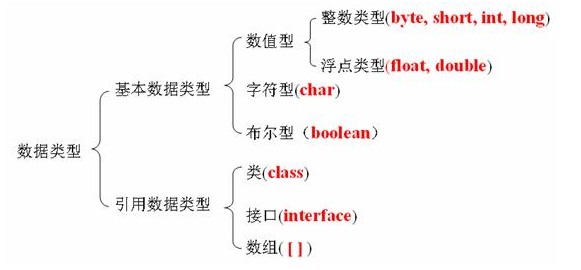 整数类型(byte, short, int, long)
数值型
浮点类型(float, double)
基本数据类型
字符型(char)
布尔型（boolean）
数据类型
类(class)
引用数据类型
接口(interface)
数组([ ])